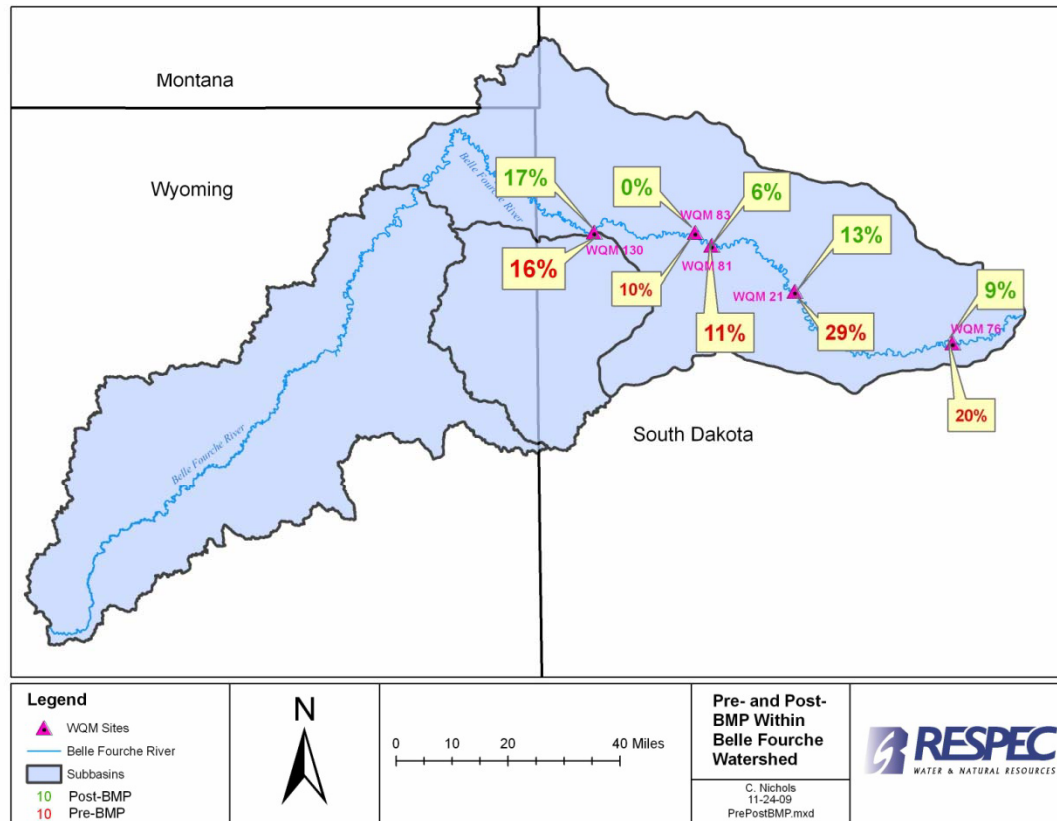 Montana
Wyoming
Belle Fourche River
17%
0%
WQM 83
6%
13%
9%
WQM 130
WQM 81
WQM 21
WQM 76
16%
10%
11%
29%
20%
South Dakota
Belle Fourche River
Legend
WQM Sites
Belle Fourche River
Subbasins
10 Post-BMP
10 Pre-BMP
N
0 10 20 40 Miles
Pre- and Post-
BMP Within
Belle Fourche
Watershed
C. Nichols
11-24-09
PrePostBMP.mxd
RESPEC
WATER & NATURAL RESOURCES